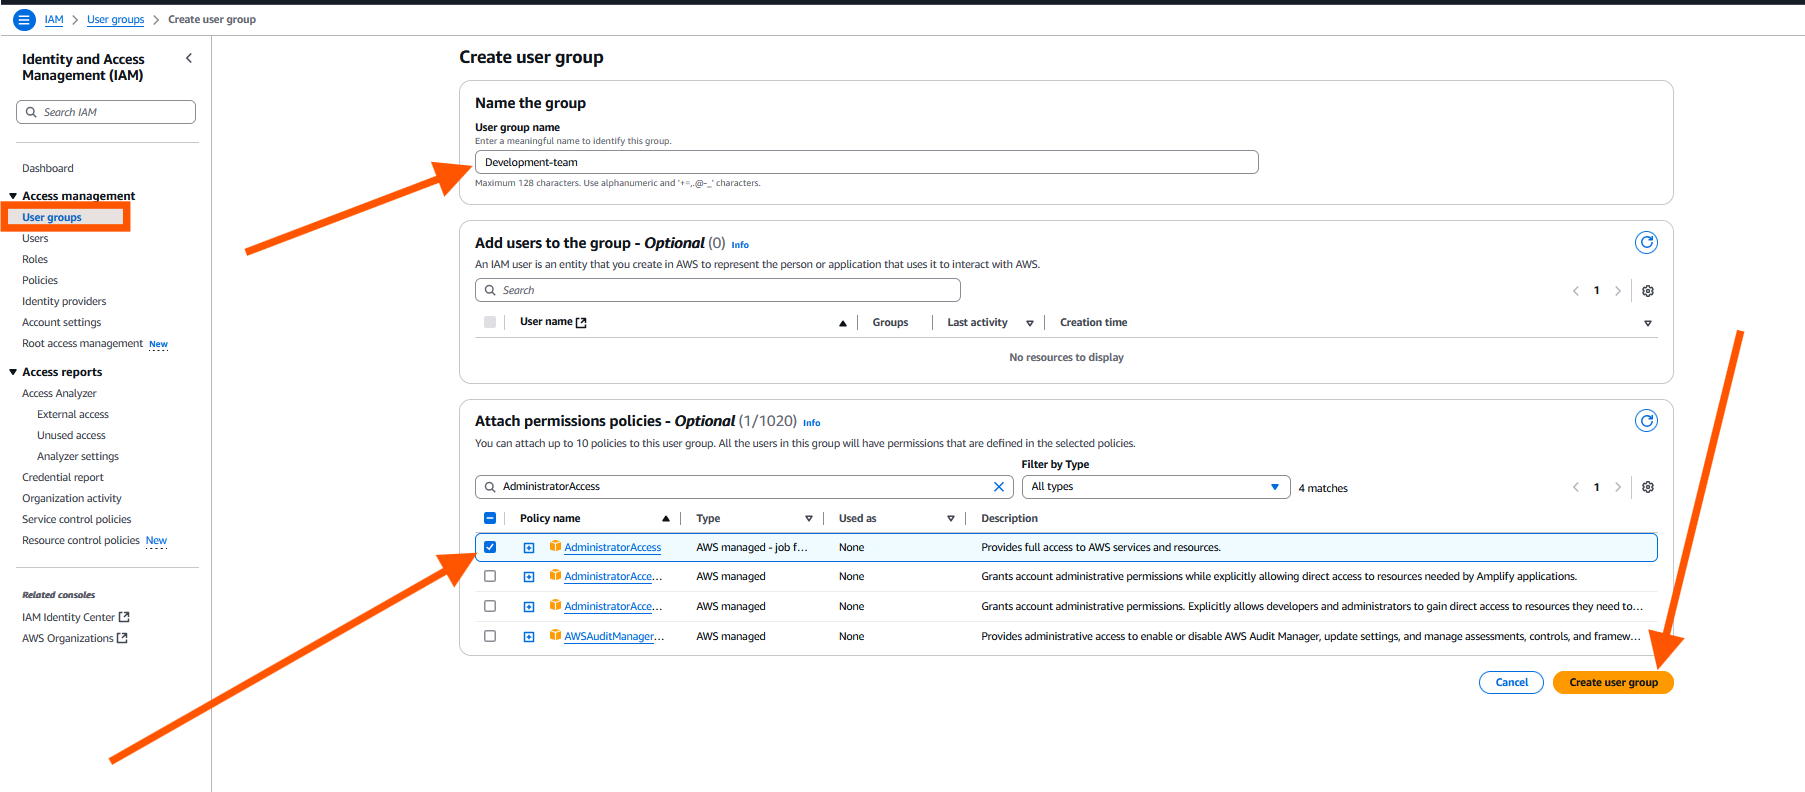 IAM > User groups > Create user group
Identity and Access
Management (IAM)
Search IAM
Dashboard
Access management
User groups
Users
Roles
Policies
Identity providers
Account settings
Root access management New
Access reports
Access Analyzer
External access
Unused access
Analyzer settings
Credential report
Organization activity
Service control policies
Resource control policies New
Related consoles
IAM Identity Center
AWS Organizations
Create user group
Name the group
User group name
Enter a meaningful name to identify this group.
Development-team
Maximum 128 characters. Use alphanumeric and '+=,.@-_' characters.
Add users to the group - Optional (0) Info
An IAM user is an entity that you create in AWS to represent the person or application that uses it to interact with AWS.
Search
1
User name Groups Last activity Creation time
No resources to display
Attach permissions policies - Optional (1/1020) Info
You can attach up to 10 policies to this user group. All the users in this group will have permissions that are defined in the selected policies.
Filter by Type
AdministratorAccess All types 4 matches 1
Policy name Type Used as Description
AdministratorAccess AWS managed - job f... None Provides full access to AWS services and resources.
AdministratorAcce... AWS managed None Grants account administrative permissions while explicitly allowing direct access to resources needed by Amplify applications.
AdministratorAcce... AWS managed None Grants account administrative permissions. Explicitly allows developers and administrators to gain direct access to resources they need to...
AWSAuditManager... AWS managed None Provides administrative access to enable or disable AWS Audit Manager, update settings, and manage assessments, controls, and framew...
Cancel Create user group